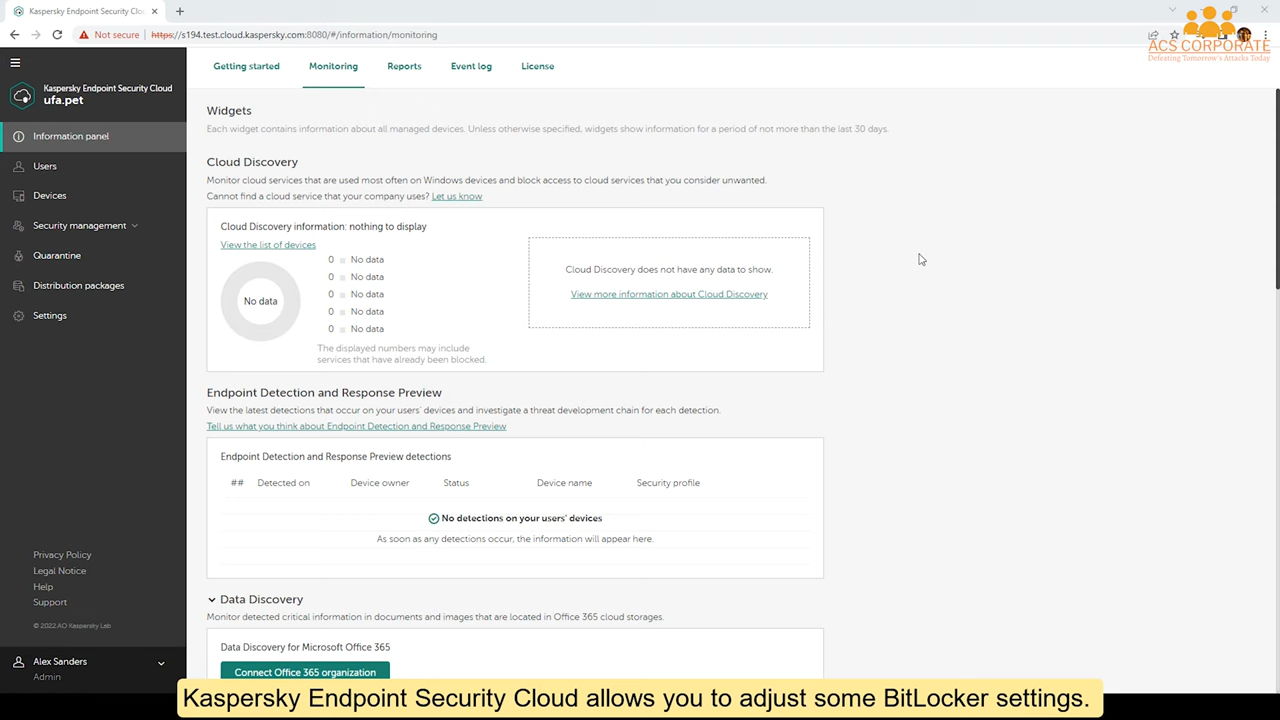 Kaspersky Endpoint Security Clou
Not secure
https://s194.test.cloud.kaspersky.com:8080/#/information/monitoring
ACS CORPORATE
Defeating Tomorrow's Attacks Today
Kaspersky Endpoint Security Cloud
ufa.pet
Information panel
Users
Devices
Security management
Quarantine
Distribution packages
Settings
Privacy Policy
Legal Notice
Help
Support
© 2022 AO Kaspersky Lab
Alex Sanders
Admin
Getting started
Monitoring
Reports
Event log
License
Widgets
Each widget contains information about all managed devices. Unless otherwise specified, widgets show information for a period of not more than the last 30 days.
Cloud Discovery
Monitor cloud services that are used most often on Windows devices and block access to cloud services that you consider unwanted.
Cannot find a cloud service that your company uses? Let us know
Cloud Discovery information: nothing to display
View the list of devices
No data
0 No data
0 No data
0 No data
0 No data
0 No data
The displayed numbers may include
services that have already been blocked.
Cloud Discovery does not have any data to show.
View more information about Cloud Discovery
Endpoint Detection and Response Preview
View the latest detections that occur on your users' devices and investigate a threat development chain for each detection.
Tell us what you think about Endpoint Detection and Response Preview
Endpoint Detection and Response Preview detections
## Detected on Device owner Status Device name Security profile
No detections on your users' devices
As soon as any detections occur, the information will appear here.
Data Discovery
Monitor detected critical information in documents and images that are located in Office 365 cloud storages.
Data Discovery for Microsoft Office 365
Connect Office 365 organization
Kaspersky Endpoint Security Cloud allows you to adjust some BitLocker settings.